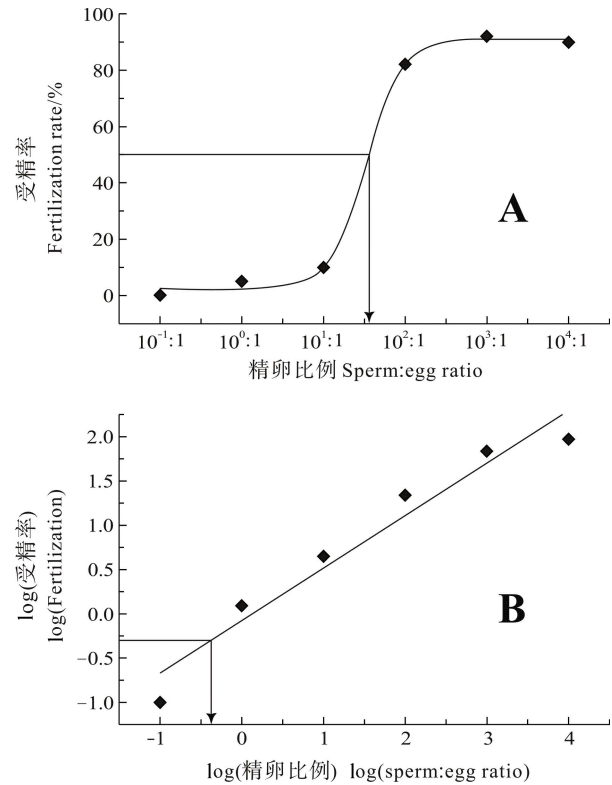 受精率
Fertilization rate/%
100
80
60
40
20
0
A
10⁻¹:1 10⁰:1 10¹:1 10²:1 10³:1 10⁴:1
精卵比例 Sperm:egg ratio
log(受精率)
log(Fertilization)
2.0
1.5
1.0
0.5
0.0
−0.5
−1.0
B
-1 0 1 2 3 4
log(精卵比例) log(sperm:egg ratio)